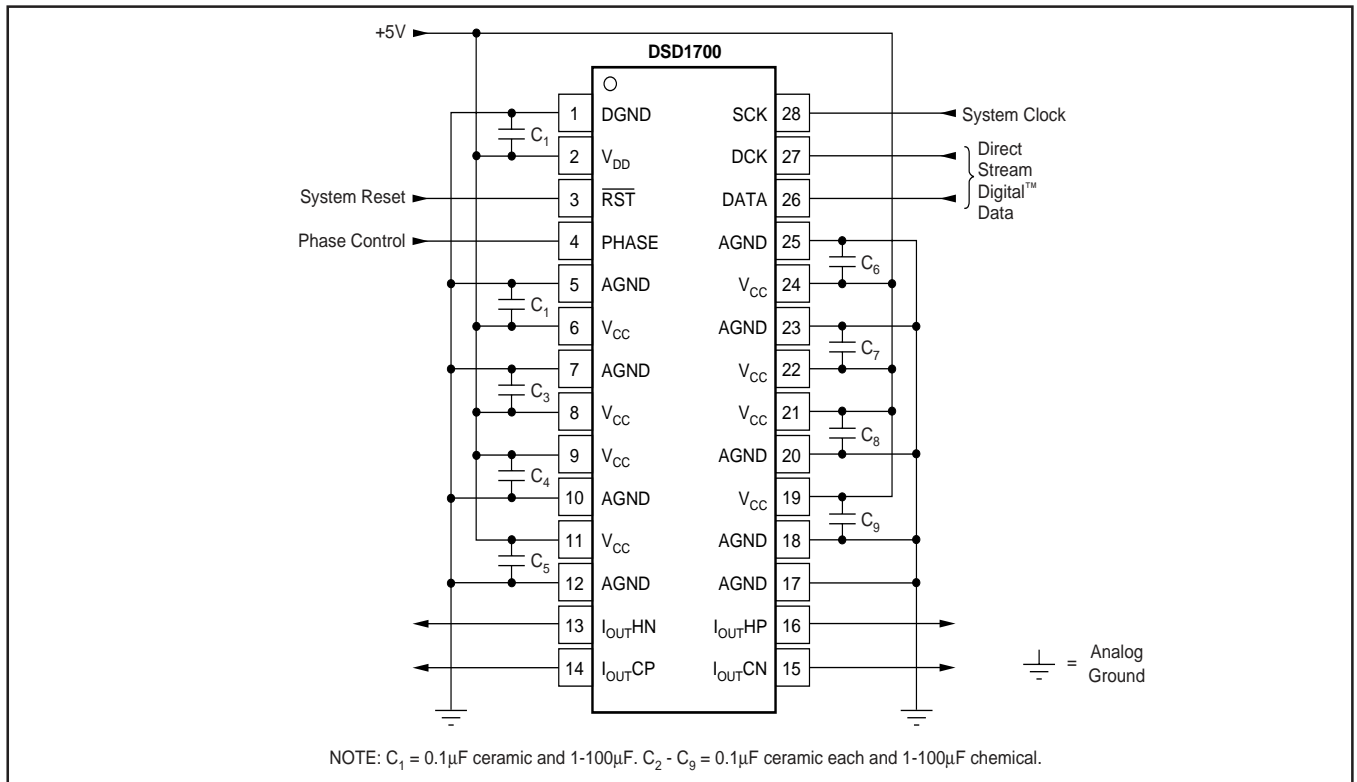 +5V
DSD1700
1 DGND SCK 28 System Clock
C1
2 VDD DCK 27 Direct
Stream
Digital™
Data
System Reset 3 RST DATA 26
Phase Control 4 PHASE AGND 25
C6
5 AGND VCC 24
C1
6 VCC AGND 23
C7
7 AGND VCC 22
C3
8 VCC VCC 21
C8
9 VCC AGND 20
C4
10 AGND VCC 19
C9
11 VCC AGND 18
C5
12 AGND AGND 17
13 IOUTHN IOUTHP 16
14 IOUTCP IOUTCN 15
= Analog
Ground
NOTE: C1 = 0.1µF ceramic and 1-100µF. C2 - C9 = 0.1µF ceramic each and 1-100µF chemical.